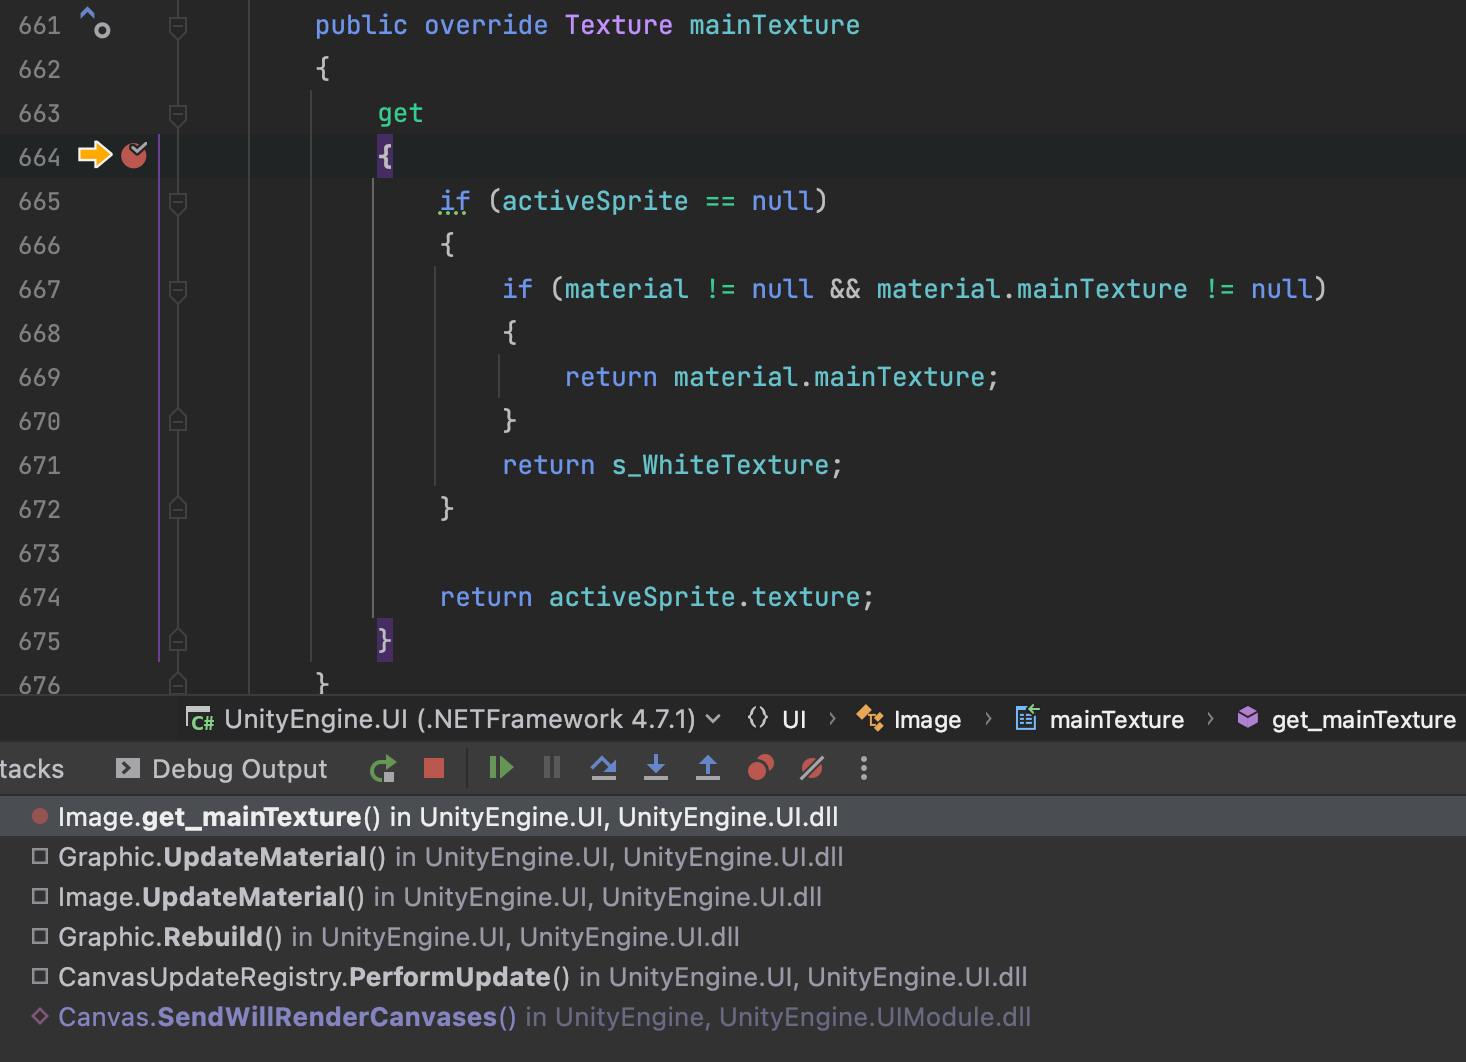 661 public override Texture mainTexture
662 {
663 get
664 {
665 if (activeSprite == null)
666 {
667 if (material != null && material.mainTexture != null)
668 {
669 return material.mainTexture;
670 }
671 return s_WhiteTexture;
672 }
673
674 return activeSprite.texture;
675 }
676 }
C# UnityEngine.UI (.NETFramework 4.7.1) UI › Image › mainTexture › get_mainTexture
tacks Debug Output
Image.get_mainTexture() in UnityEngine.UI, UnityEngine.UI.dll
Graphic.UpdateMaterial() in UnityEngine.UI, UnityEngine.UI.dll
Image.UpdateMaterial() in UnityEngine.UI, UnityEngine.UI.dll
Graphic.Rebuild() in UnityEngine.UI, UnityEngine.UI.dll
CanvasUpdateRegistry.PerformUpdate() in UnityEngine.UI, UnityEngine.UI.dll
Canvas.SendWillRenderCanvases() in UnityEngine, UnityEngine.UIModule.dll